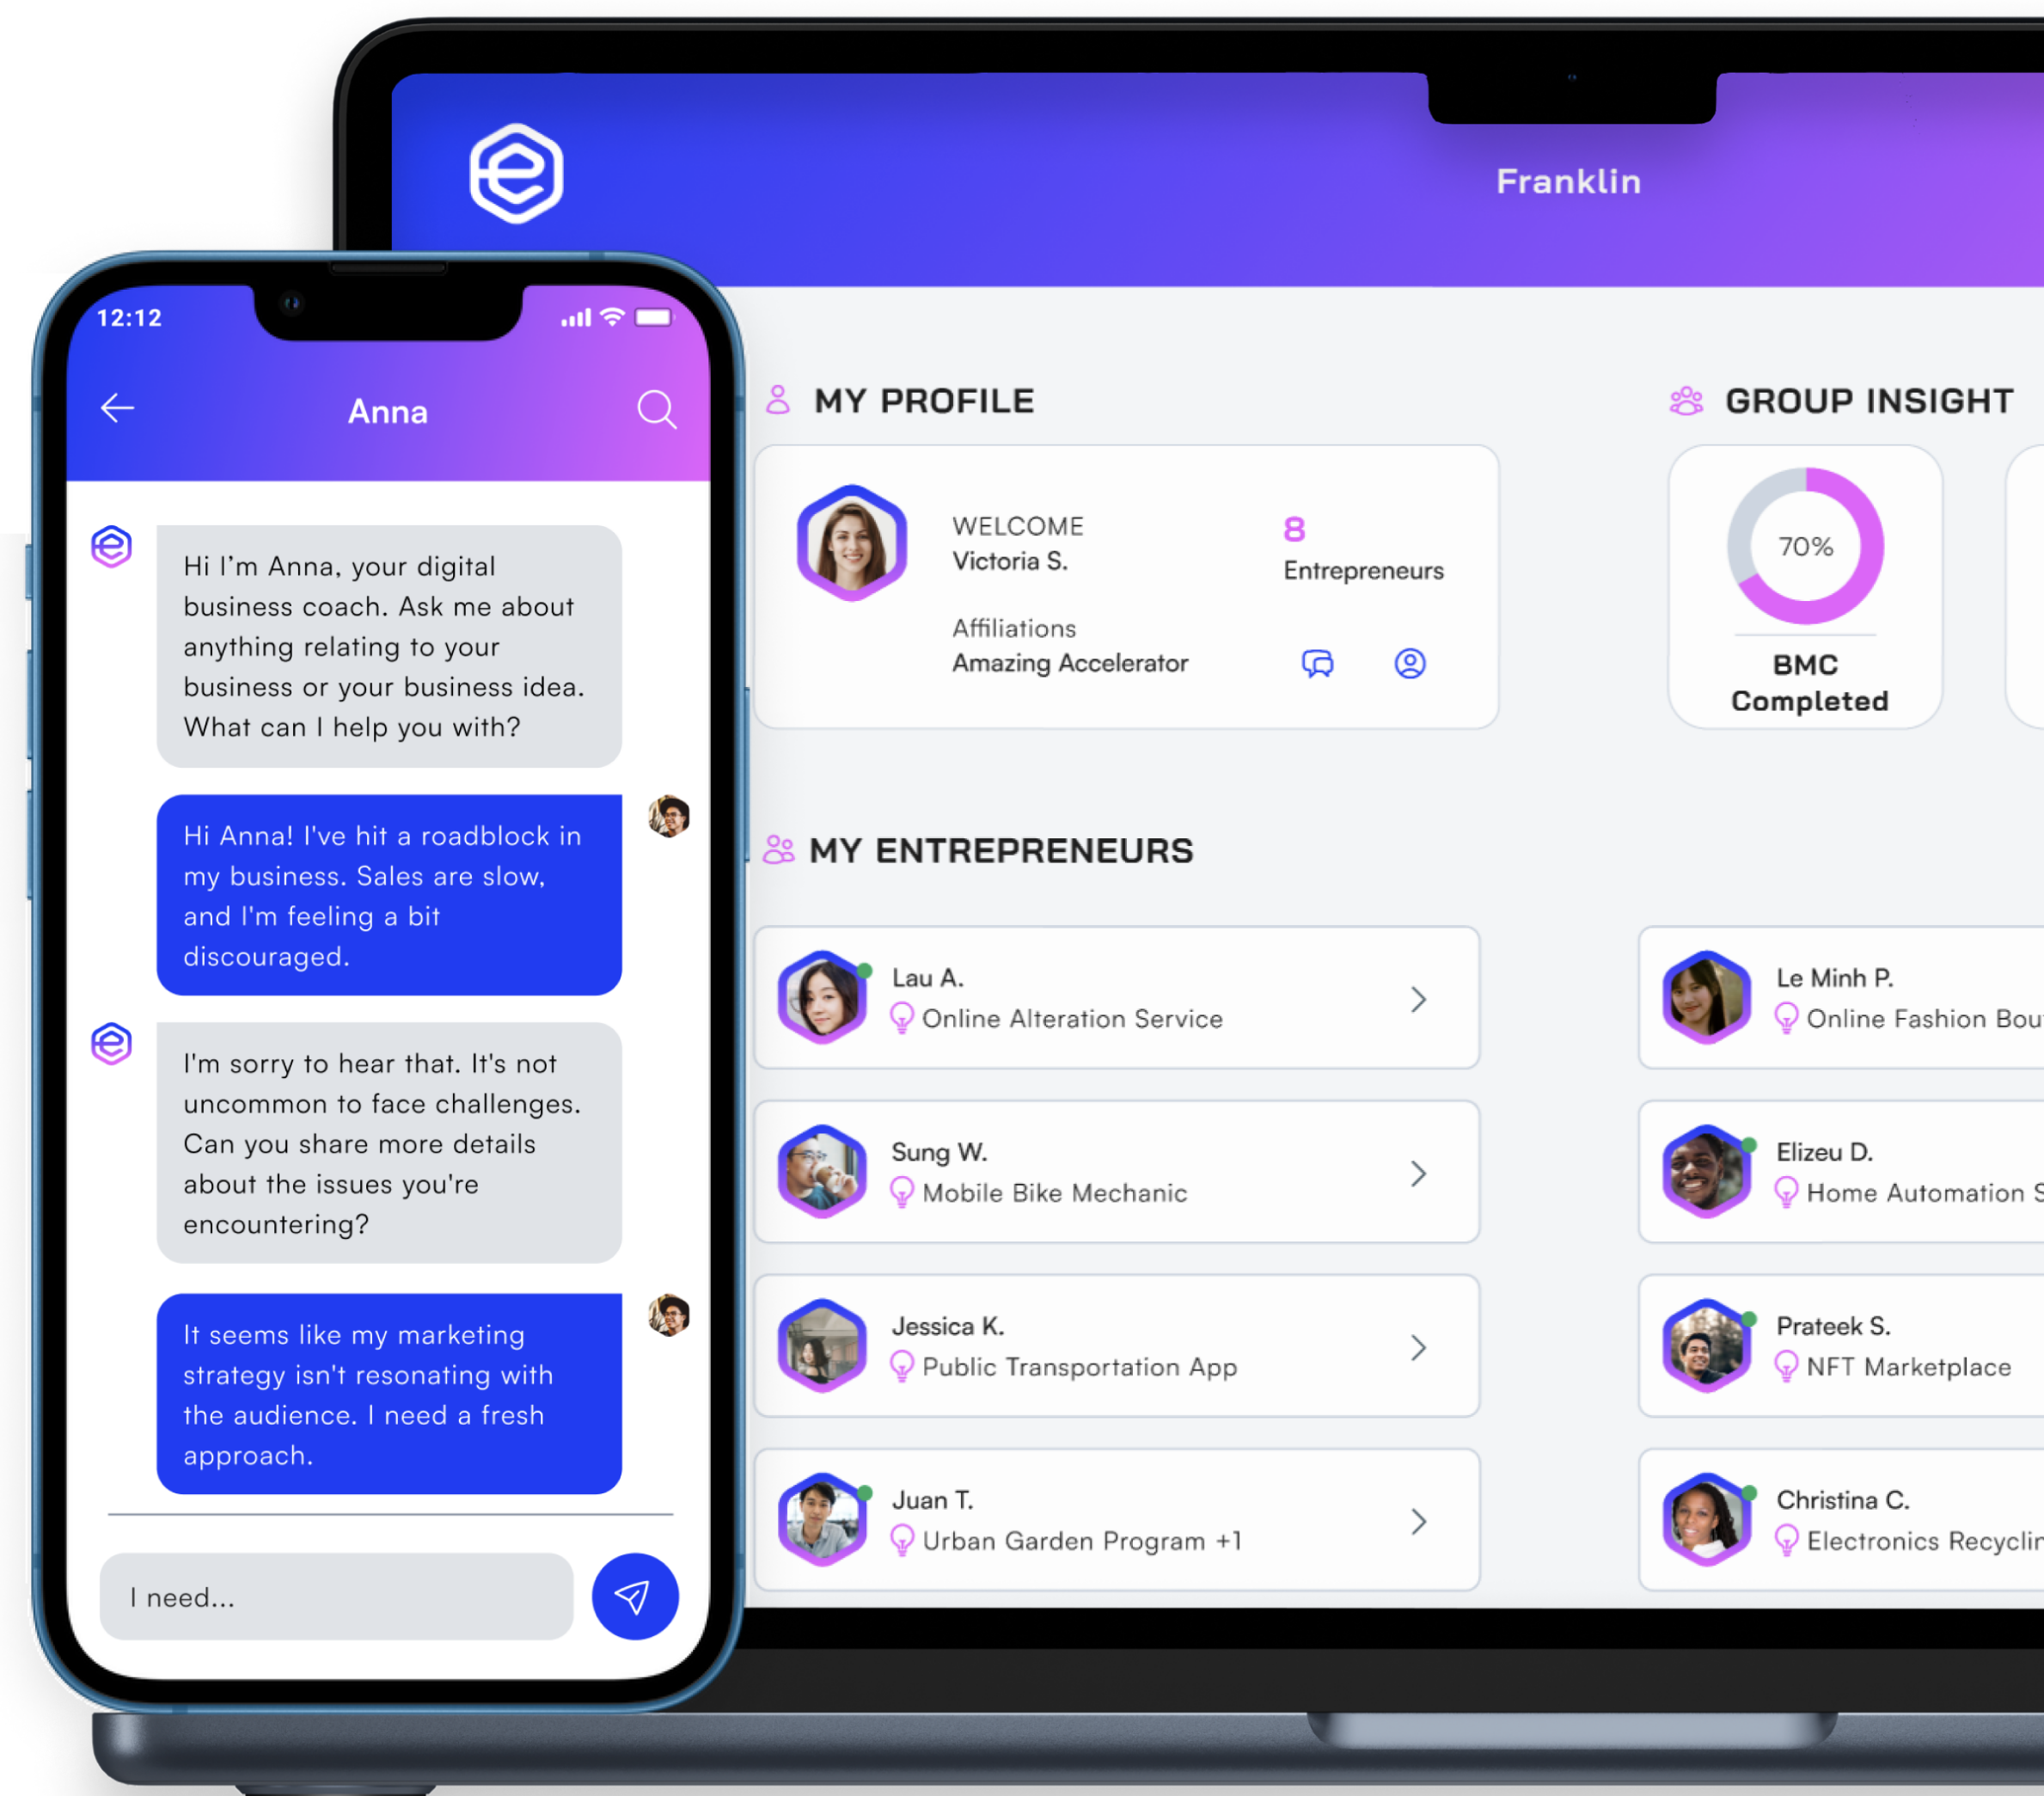 Franklin
12:12
Anna
Hi I’m Anna, your digital
business coach. Ask me about
anything relating to your
business or your business idea.
What can I help you with?
Hi Anna! I've hit a roadblock in
my business. Sales are slow,
and I'm feeling a bit
discouraged.
I'm sorry to hear that. It's not
uncommon to face challenges.
Can you share more details
about the issues you're
encountering?
It seems like my marketing
strategy isn't resonating with
the audience. I need a fresh
approach.
I need...
MY PROFILE
WELCOME
Victoria S.
8
Entrepreneurs
Affiliations
Amazing Accelerator
GROUP INSIGHT
70%
BMC
Completed
MY ENTREPRENEURS
Lau A.
Online Alteration Service
Le Minh P.
Online Fashion
Sung W.
Mobile Bike Mechanic
Elizeu D.
Home Automation
Jessica K.
Public Transportation App
Prateek S.
NFT Marketplace
Juan T.
Urban Garden Program +1
Christina C.
Electronics